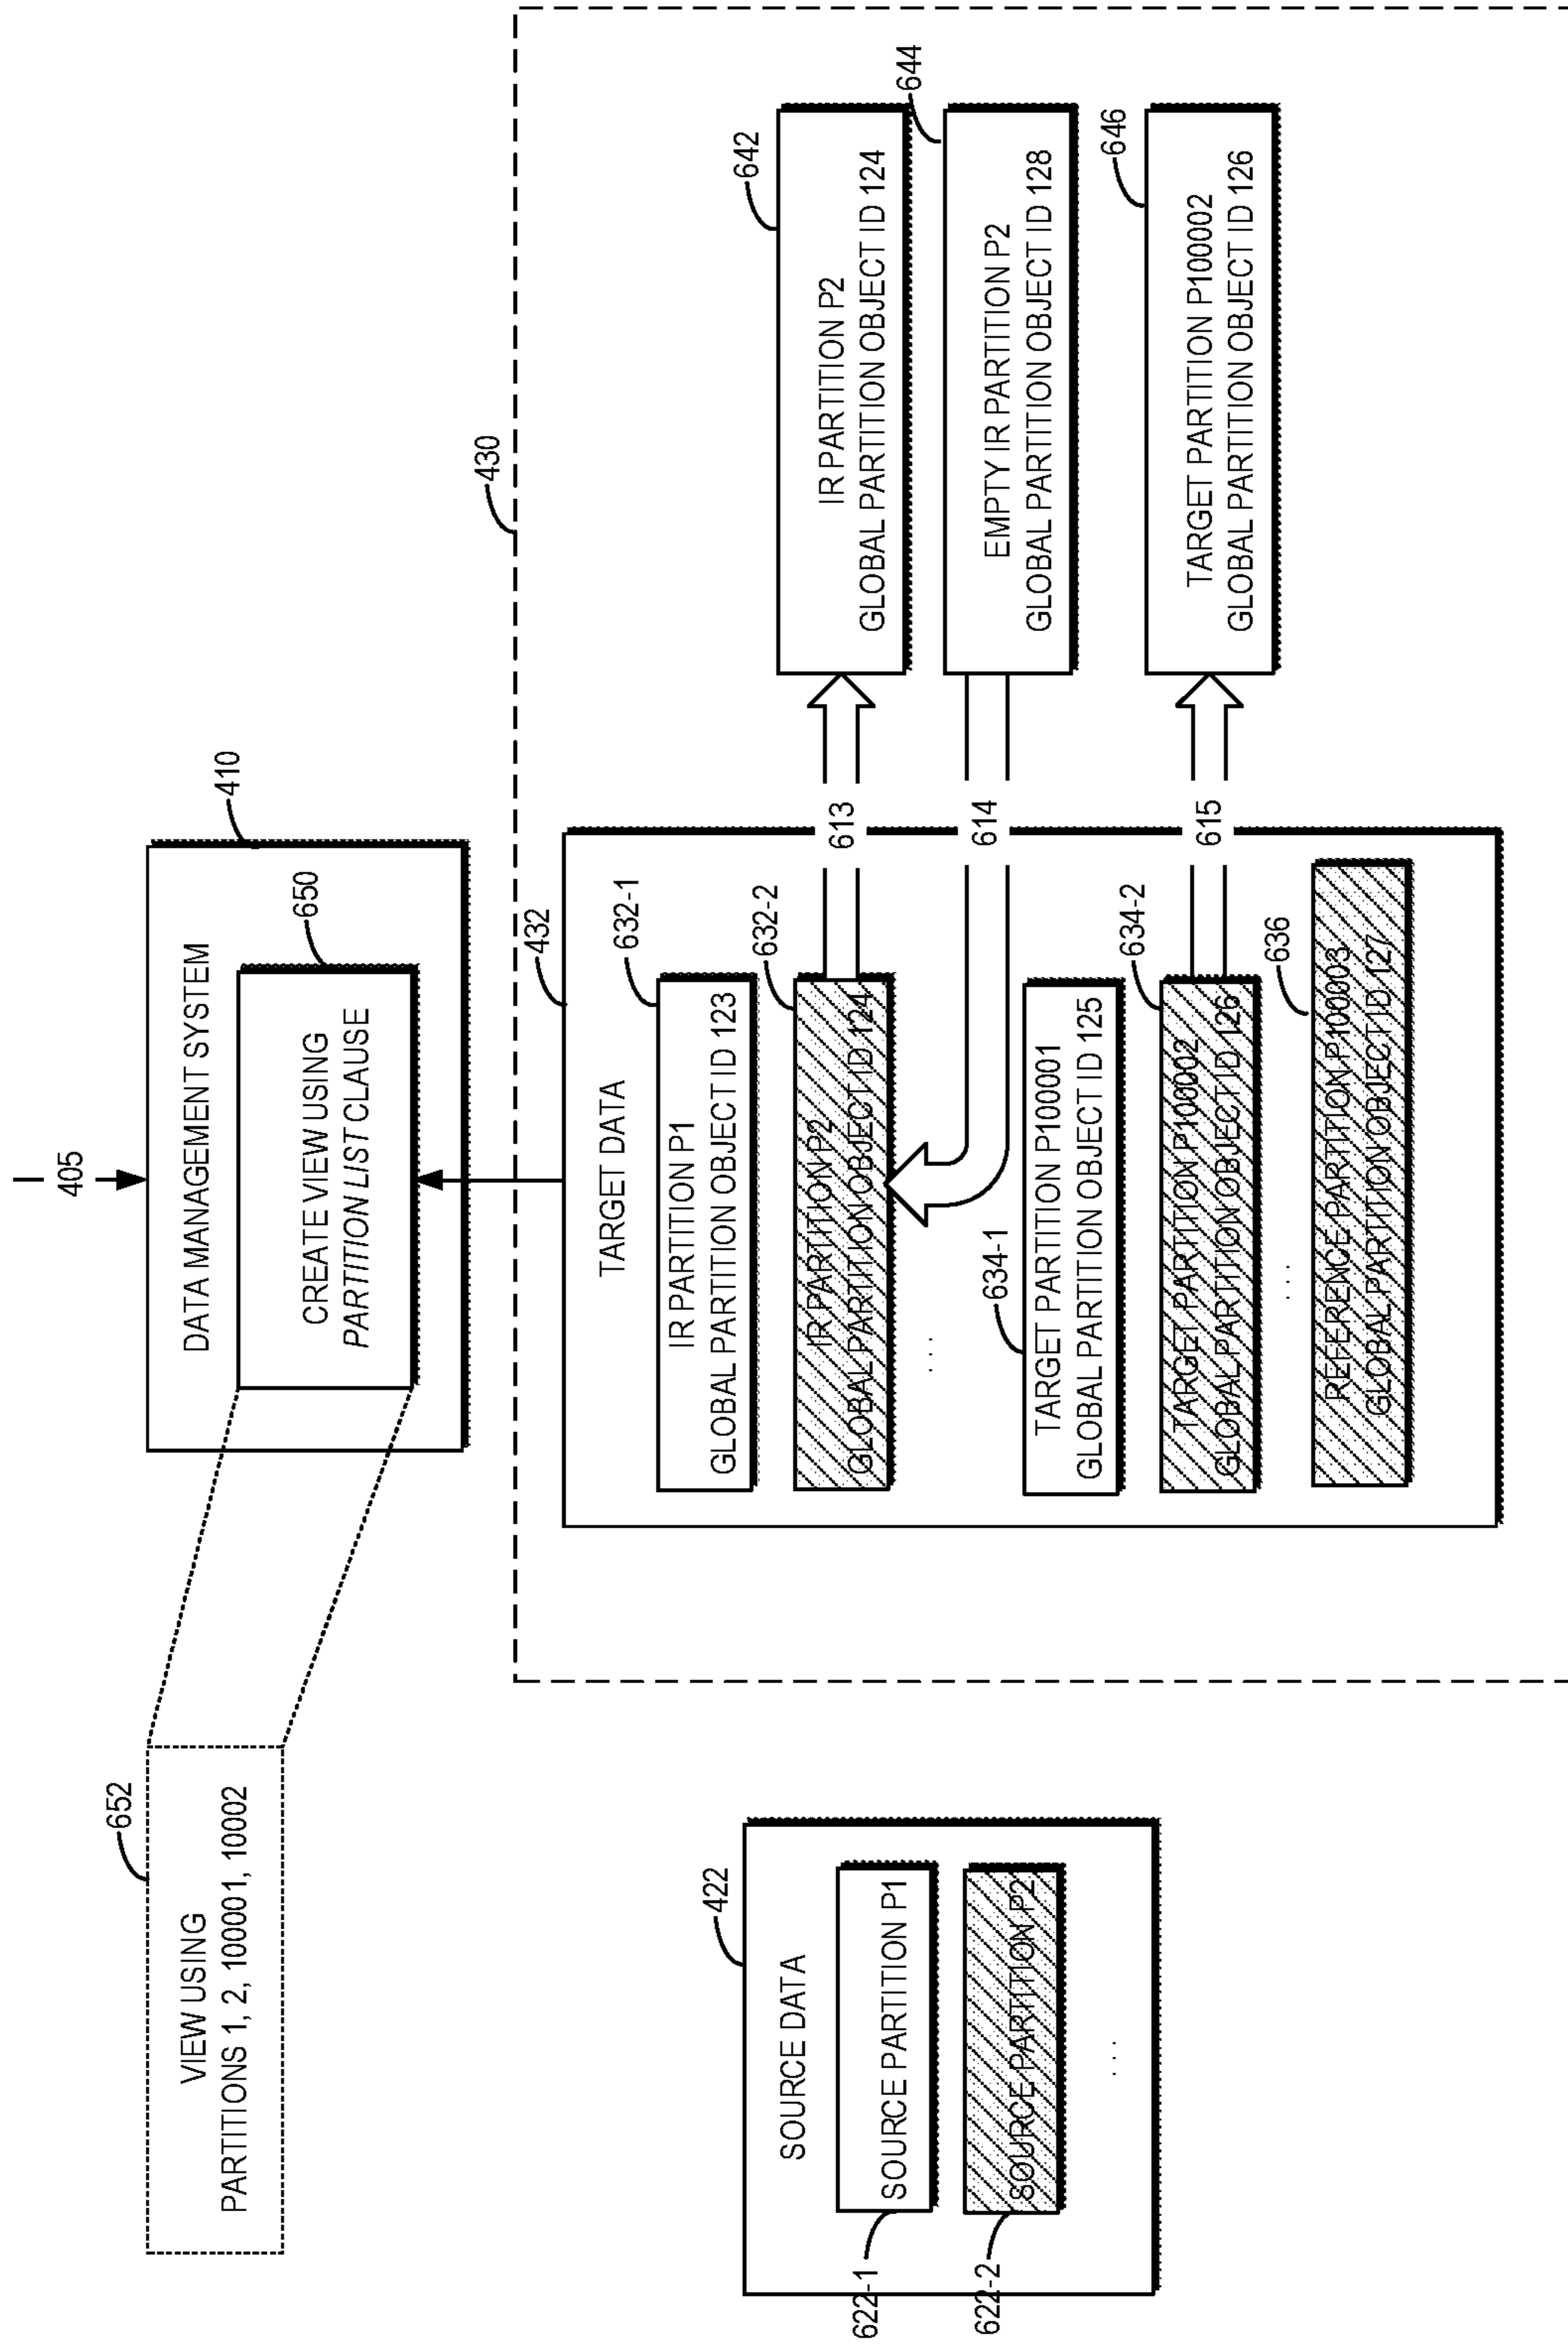 405
652
VIEW USING
PARTITIONS 1, 2, 100001, 10002
410
DATA MANAGEMENT SYSTEM
650
CREATE VIEW USING
PARTITION LIST CLAUSE
430
422
SOURCE DATA
SOURCE PARTITION P1
622-1
SOURCE PARTITION P2
622-2
...
432
TARGET DATA
632-1
IR PARTITION P1
GLOBAL PARTITION OBJECT ID 123
632-2
IR PARTITION P2
GLOBAL PARTITION OBJECT ID 124
...
634-1
TARGET PARTITION P100001
GLOBAL PARTITION OBJECT ID 125
634-2
TARGET PARTITION P100002
GLOBAL PARTITION OBJECT ID 126
...
636
REFERENCE PARTITION P100003
GLOBAL PARTITION OBJECT ID 127
613
614
615
642
IR PARTITION P2
GLOBAL PARTITION OBJECT ID 124
644
EMPTY IR PARTITION P2
GLOBAL PARTITION OBJECT ID 128
646
TARGET PARTITION P100002
GLOBAL PARTITION OBJECT ID 126